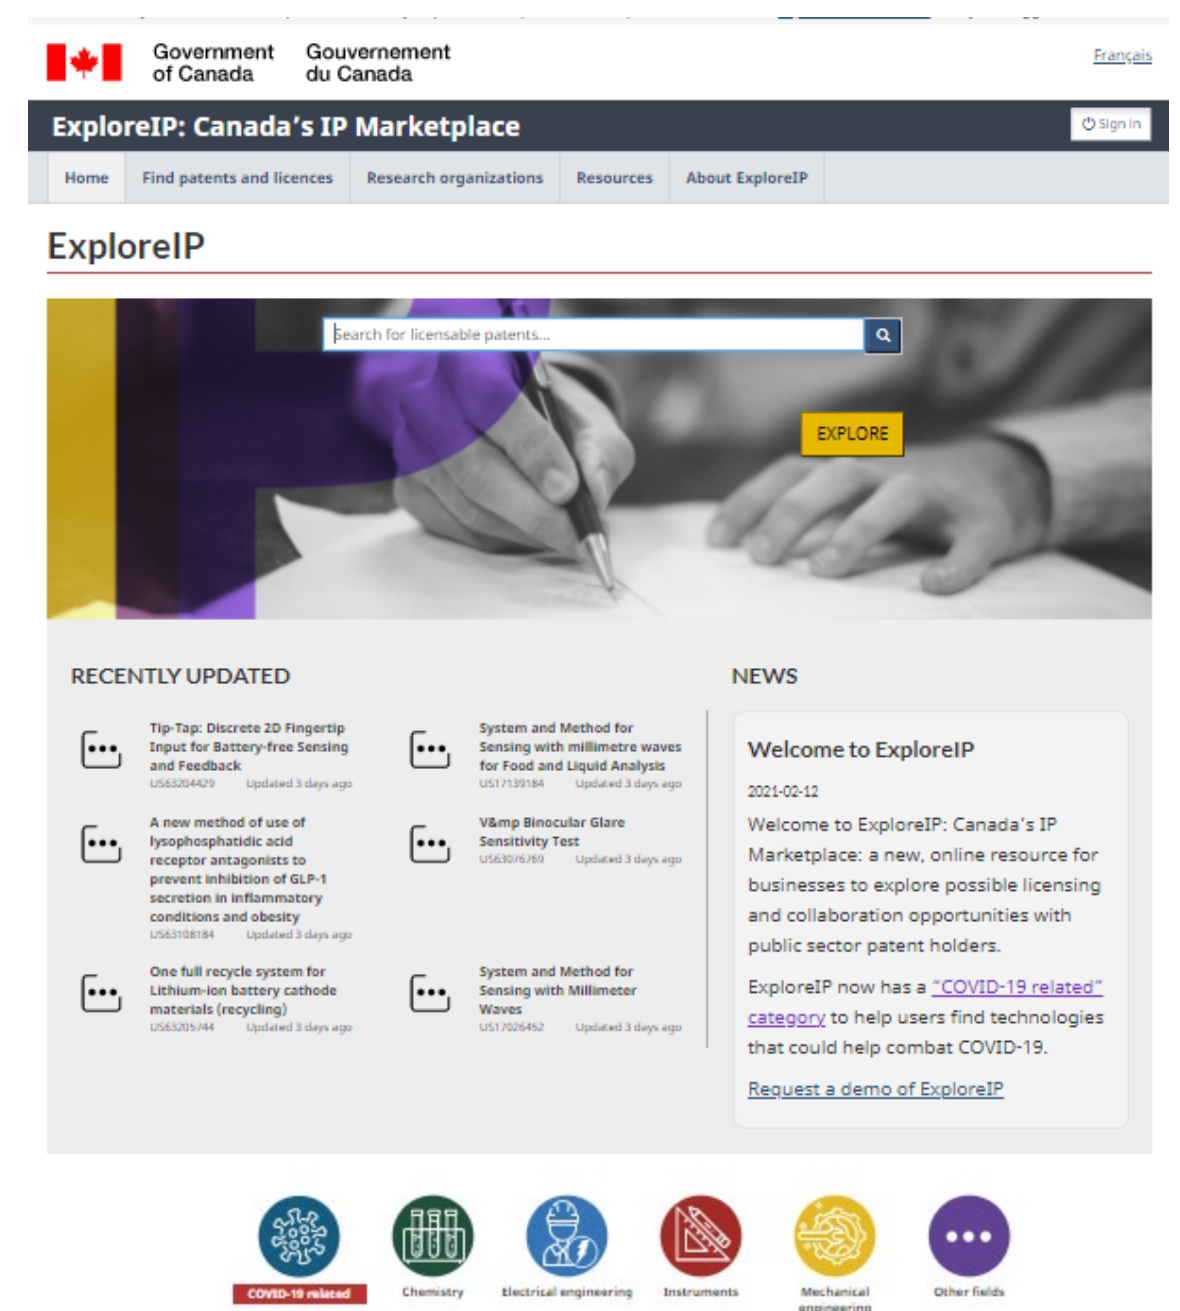 Government
of Canada
Gouvernement
du Canada
Français
ExploreIP: Canada's IP Marketplace
Sign in
Home
Find patents and licences
Research organizations
Resources
About ExploreIP
ExploreIP
Search for licensable patents...
EXPLORE
RECENTLY UPDATED
Tip-Tap: Discrete 2D Fingertip
Input for Battery-free Sensing
and Feedback
US63204429 Updated 3 days ago
System and Method for
Sensing with millimetre waves
for Food and Liquid Analysis
US17139184 Updated 3 days ago
A new method of use of
lysophosphatidic acid
receptor antagonists to
prevent inhibition of GLP-1
secretion in inflammatory
conditions and obesity
US63108184 Updated 3 days ago
V&mp Binocular Glare
Sensitivity Test
US63076769 Updated 3 days ago
One full recycle system for
Lithium-ion battery cathode
materials (recycling)
US63205744 Updated 3 days ago
System and Method for
Sensing with Millimeter
Waves
US17026452 Updated 3 days ago
NEWS
Welcome to ExploreIP
2021-02-12
Welcome to ExploreIP: Canada's IP
Marketplace: a new, online resource for
businesses to explore possible licensing
and collaboration opportunities with
public sector patent holders.
ExploreIP now has a "COVID-19 related"
category to help users find technologies
that could help combat COVID-19.
Request a demo of ExploreIP
COVID-19 related
Chemistry
Electrical engineering
Instruments
Mechanical
engineering
Other fields